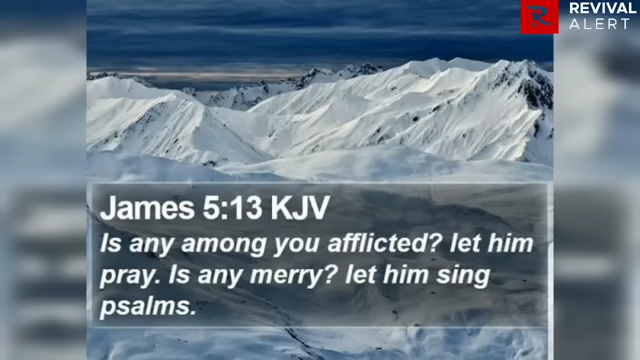 REVIVAL
ALERT
James 5:13 KJV
Is any among you afflicted? let him
pray. Is any merry? let him sing
psalms.